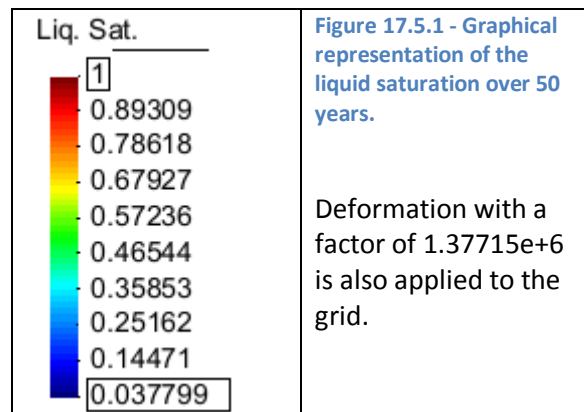 Liq. Sat.
1
0.89309
0.78618
0.67927
0.57236
0.46544
0.35853
0.25162
0.14471
0.037799
Figure 17.5.1 - Graphical
representation of the
liquid saturation over 50
years.
Deformation with a
factor of 1.37715e+6
is also applied to the
grid.